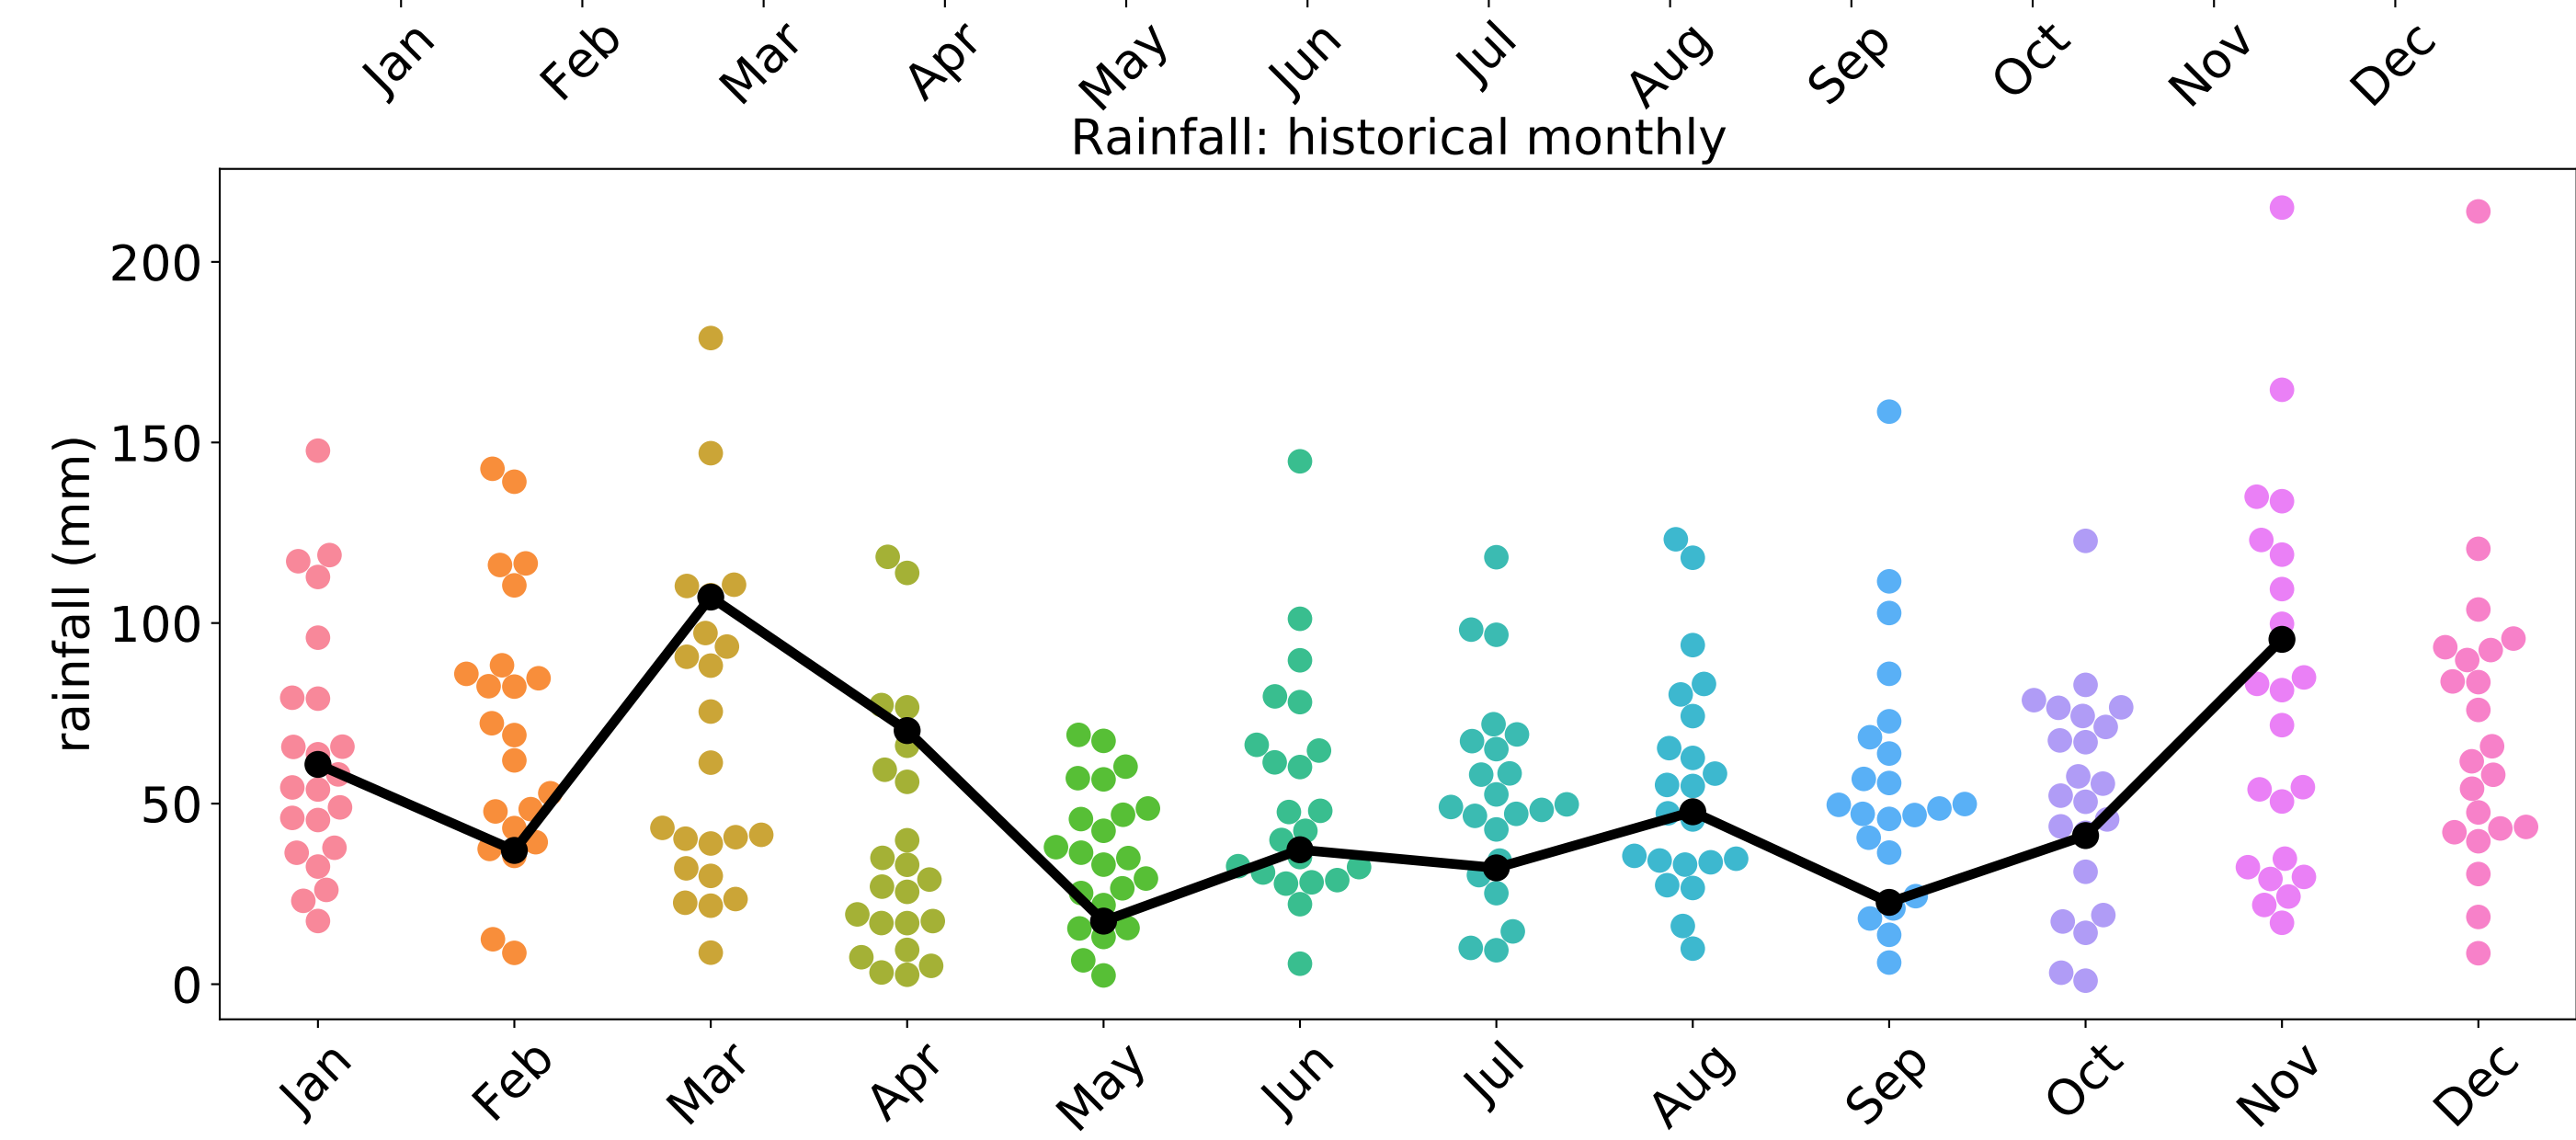 Jan Feb Mar Apr May Jun Jul Aug Sep Oct Nov Dec
Rainfall: historical monthly
rainfall (mm)
200
150
100
50
0
Jan Feb Mar Apr May Jun Jul Aug Sep Oct Nov Dec